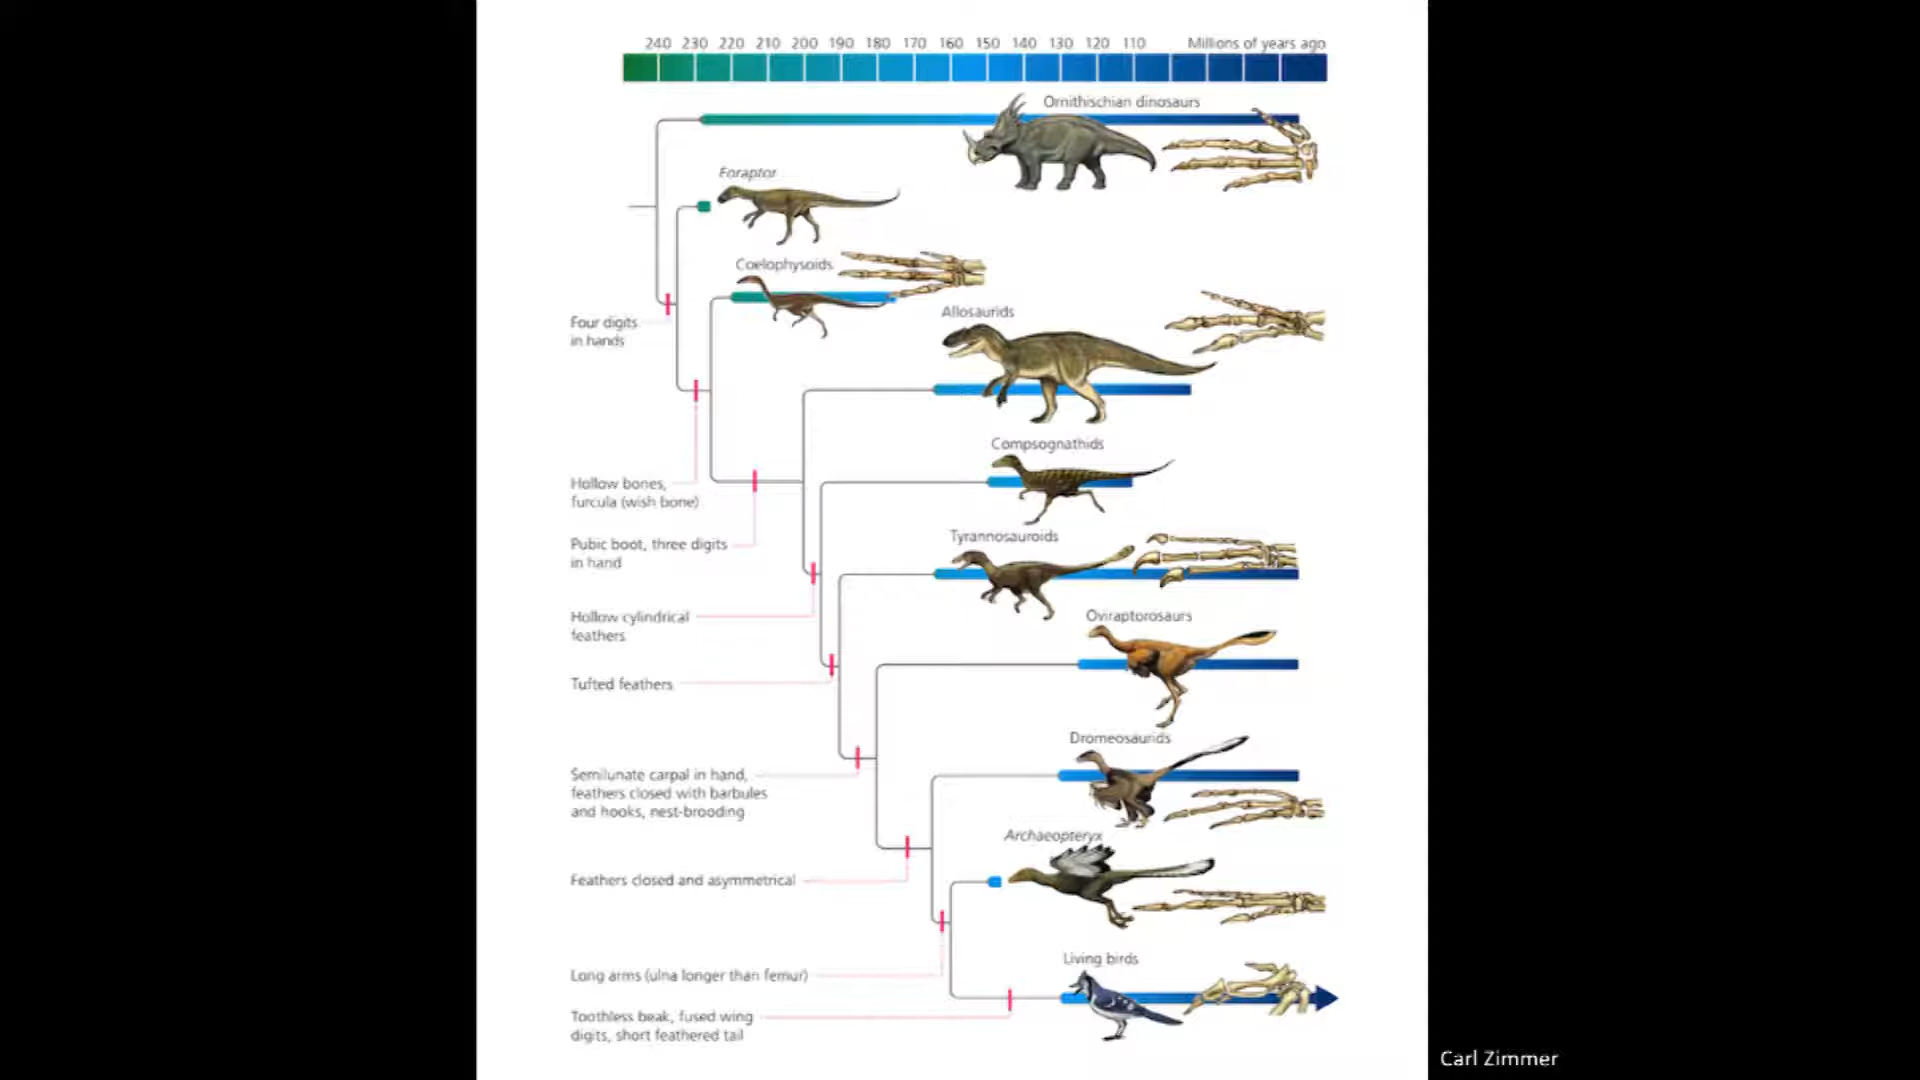 240 230 220 210 200 190 180 170 160 150 140 130 120 110 Millions of years ago
Ornithischian dinosaurs
Foraptor
Coelophysoids
Allosaurids
Four digits
in hands
Compsognathids
Hollow bones,
furcula (wish bone)
Pubic boot, three digits
in hand
Tyrannosauroids
Hollow cylindrical
feathers
Oviraptorosaurs
Tufted feathers
Dromeosaurids
Semilunate carpal in hand,
feathers closed with barbules
and hooks, nest-brooding
Archaeopteryx
Feathers closed and asymmetrical
Living birds
Long arms (ulna longer than femur)
Toothless beak, fused wing
digits, short feathered tail
Carl Zimmer